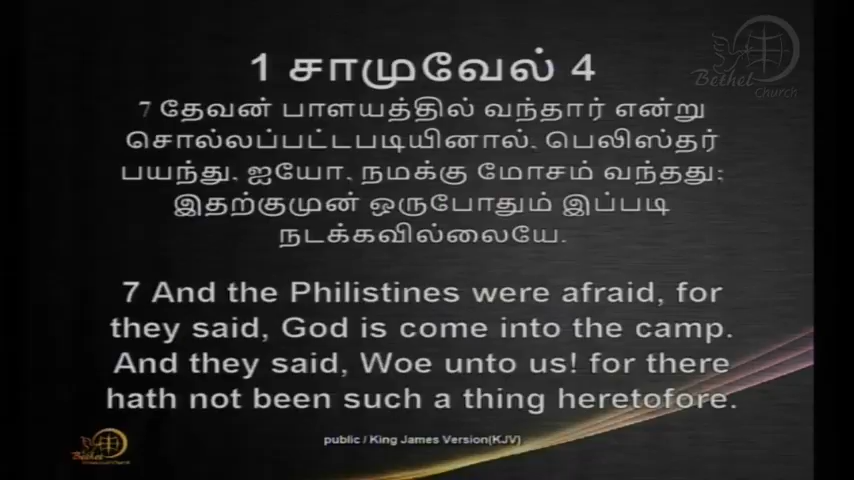 Bethel
Church
1 சாமுவேல் 4
7 தேவன் பாளயத்தில் வந்தார் என்று
சொல்லப்பட்டபடியினால், பெலிஸ்தர்
பயந்து, ஐயோ, நமக்கு மோசம் வந்தது;
இதற்குமுன் ஒருபோதும் இப்படி
நடக்கவில்லையே.
7 And the Philistines were afraid, for
they said, God is come into the camp.
And they said, Woe unto us! for there
hath not been such a thing heretofore.
public / King James Version(KJV)
Bethel